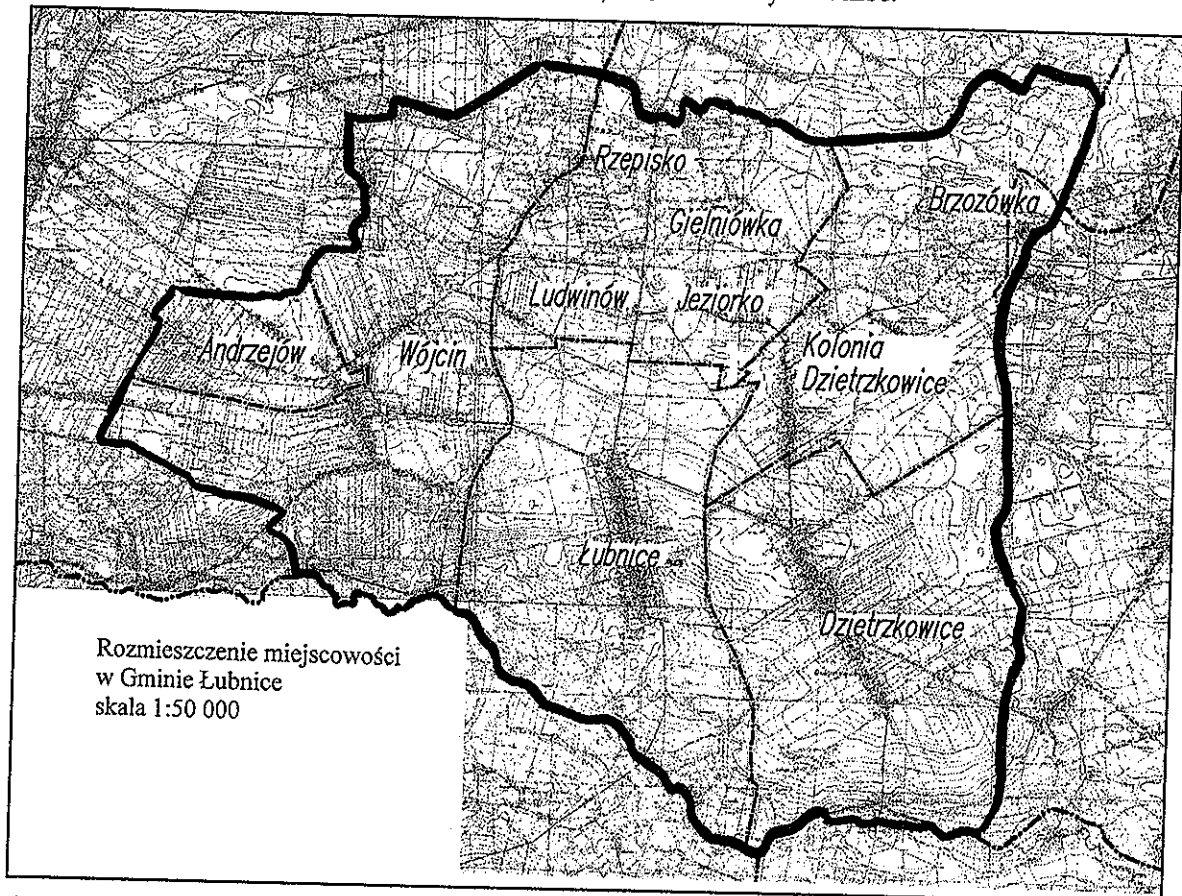 Rzepisko
Brzozówka
Gielniówka
Ludwinów
Jeziorko
Andrzejów
Wójcin
Kolonia
Dzietrzkowice
Łubnice
Dzietrzkowice
Rozmieszczenie miejscowości
w Gminie Łubnice
skala 1:50 000